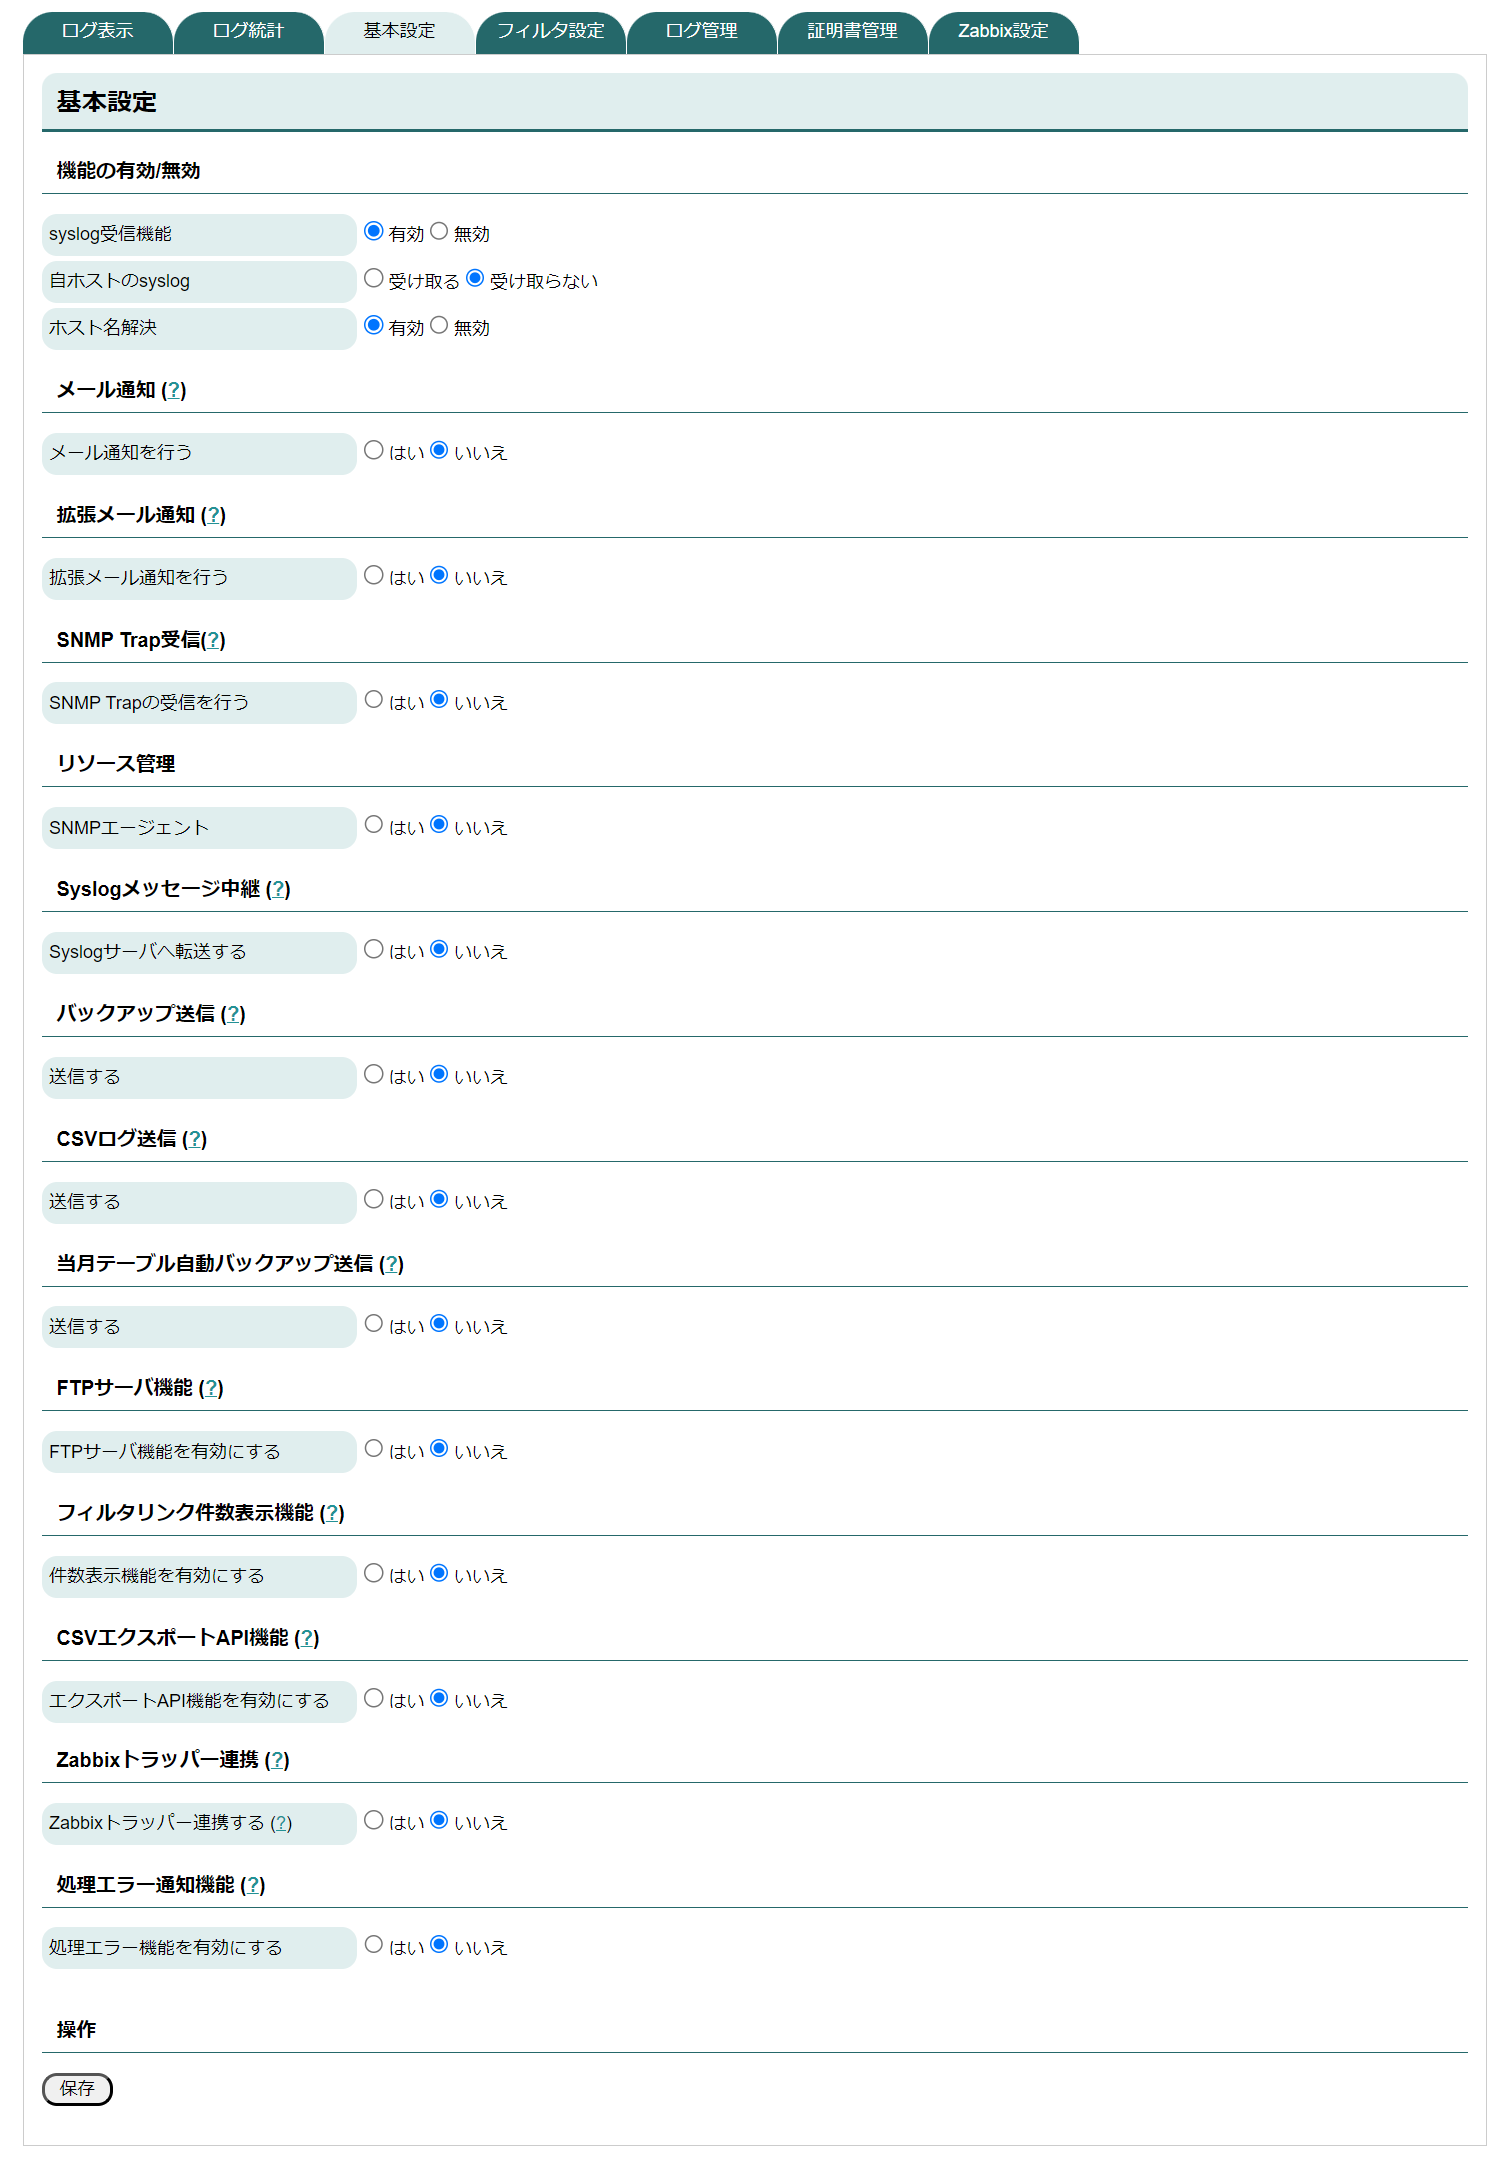 ログ表示 ログ統計 基本設定 フィルタ設定 ログ管理 証明書管理 Zabbix設定
基本設定
機能の有効/無効
syslog受信機能 有効 無効
自ホストのsyslog 受け取る 受け取らない
ホスト名解決 有効 無効
メール通知 (?)
メール通知を行う はい いいえ
拡張メール通知 (?)
拡張メール通知を行う はい いいえ
SNMP Trap受信(?)
SNMP Trapの受信を行う はい いいえ
リソース管理
SNMPエージェント はい いいえ
Syslogメッセージ中継 (?)
Syslogサーバへ転送する はい いいえ
バックアップ送信 (?)
送信する はい いいえ
CSVログ送信 (?)
送信する はい いいえ
当月テーブル自動バックアップ送信 (?)
送信する はい いいえ
FTPサーバ機能 (?)
FTPサーバ機能を有効にする はい いいえ
フィルタリンク件数表示機能 (?)
件数表示機能を有効にする はい いいえ
CSVエクスポートAPI機能 (?)
エクスポートAPI機能を有効にする はい いいえ
Zabbixトラッパー連携 (?)
Zabbixトラッパー連携する (?) はい いいえ
処理エラー通知機能 (?)
処理エラー機能を有効にする はい いいえ
操作
保存